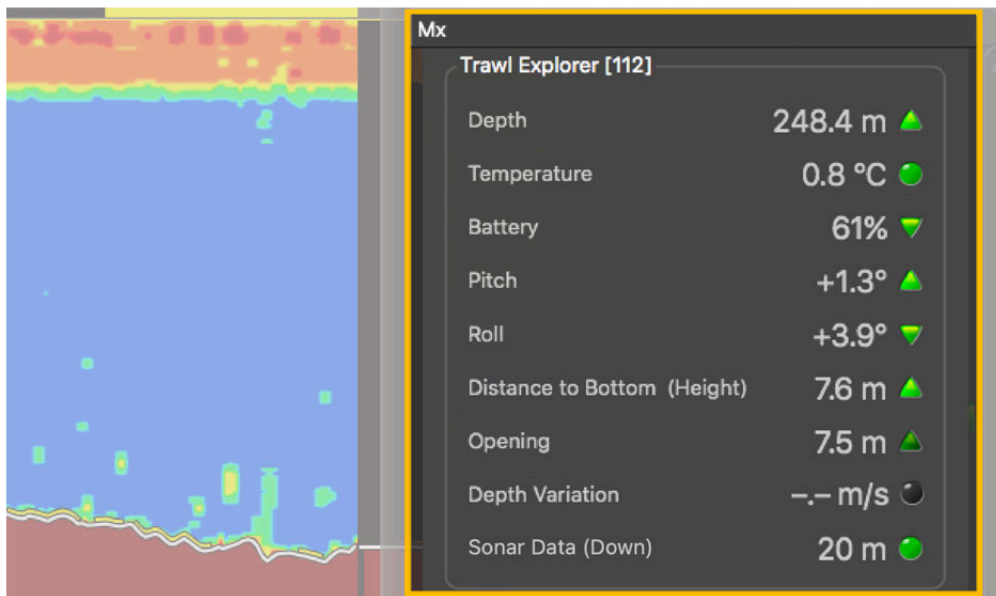 Mx
Trawl Explorer [112]
Depth 248.4 m
Temperature 0.8 °C
Battery 61%
Pitch +1.3°
Roll +3.9°
Distance to Bottom (Height) 7.6 m
Opening 7.5 m
Depth Variation –.– m/s
Sonar Data (Down) 20 m